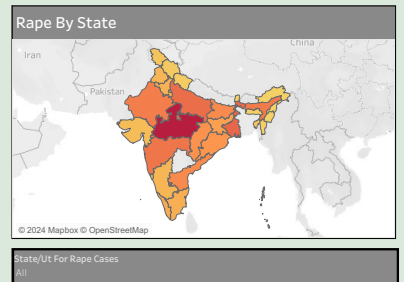 Rape By State
Iran
China
Pakistan
© 2024 Mapbox © OpenStreetMap
State/Ut For Rape Cases
All